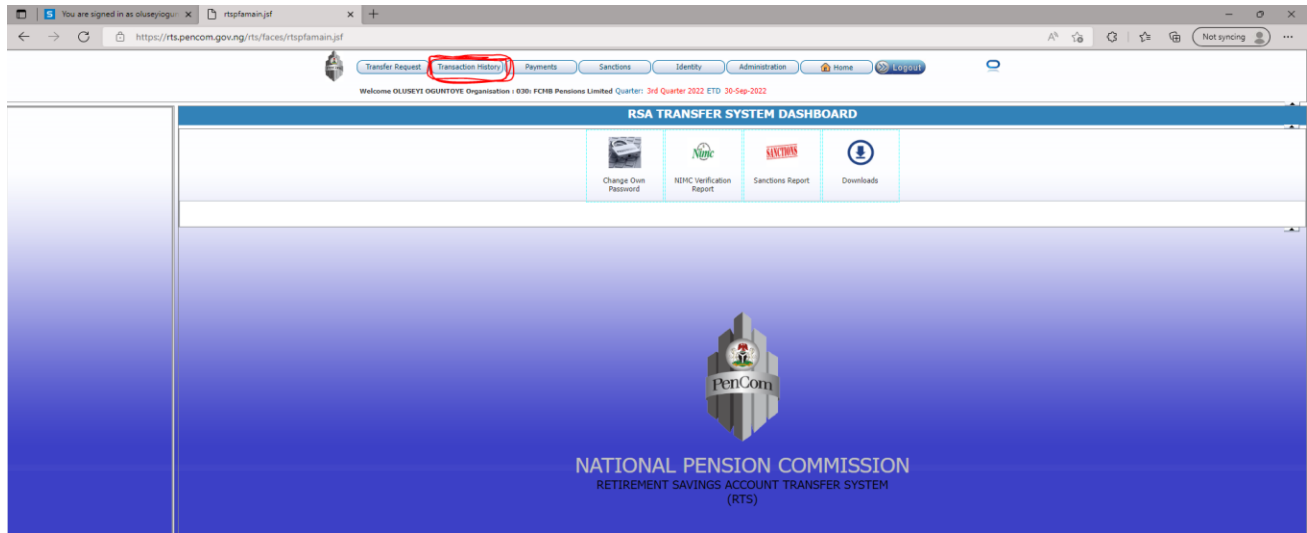 You are signed in as oluseyiogun
rtspfamain.jsf
https://rts.pencom.gov.ng/rts/faces/rtspfamain.jsf
Not syncing
Transfer Request Transaction History Payments Sanctions Identity Administration Home Logout
Welcome OLUSEYI OGUNTOYE Organisation : 030: FCMB Pensions Limited Quarter: 3rd Quarter 2022 ETD 30-Sep-2022
RSA TRANSFER SYSTEM DASHBOARD
Nimc
SANCTIONS
Change Own Password
NIMC Verification Report
Sanctions Report
Downloads
PenCom
NATIONAL PENSION COMMISSION
RETIREMENT SAVINGS ACCOUNT TRANSFER SYSTEM
(RTS)